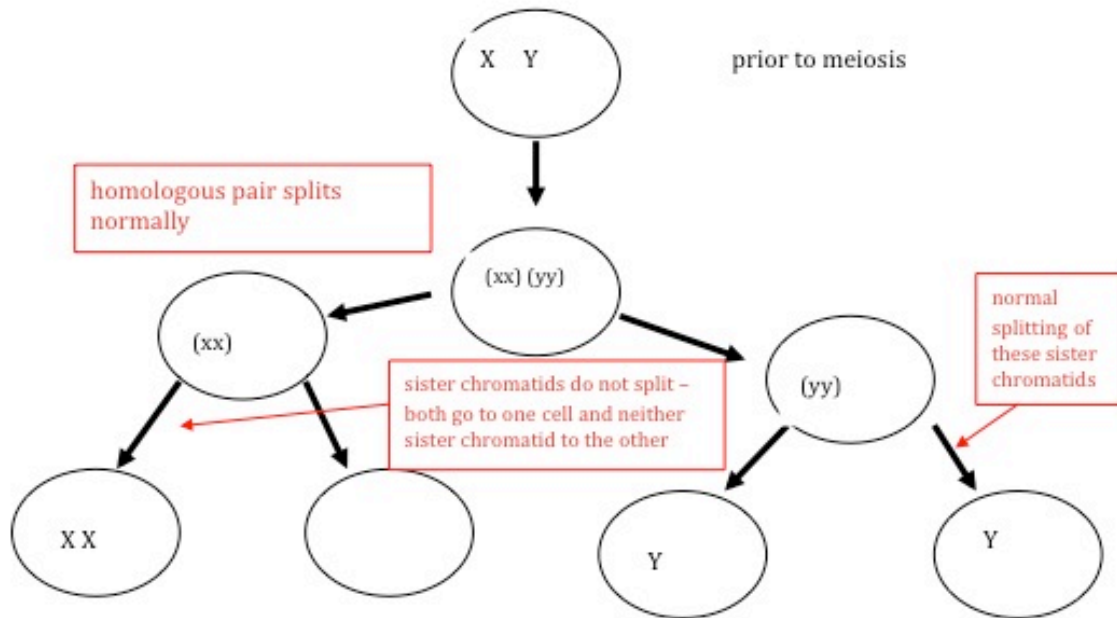 X Y
prior to meiosis
homologous pair splits
normally
(xx) (yy)
normal
splitting of
these sister
chromatids
(xx)
sister chromatids do not split –
both go to one cell and neither
sister chromatid to the other
(yy)
X X
Y
Y